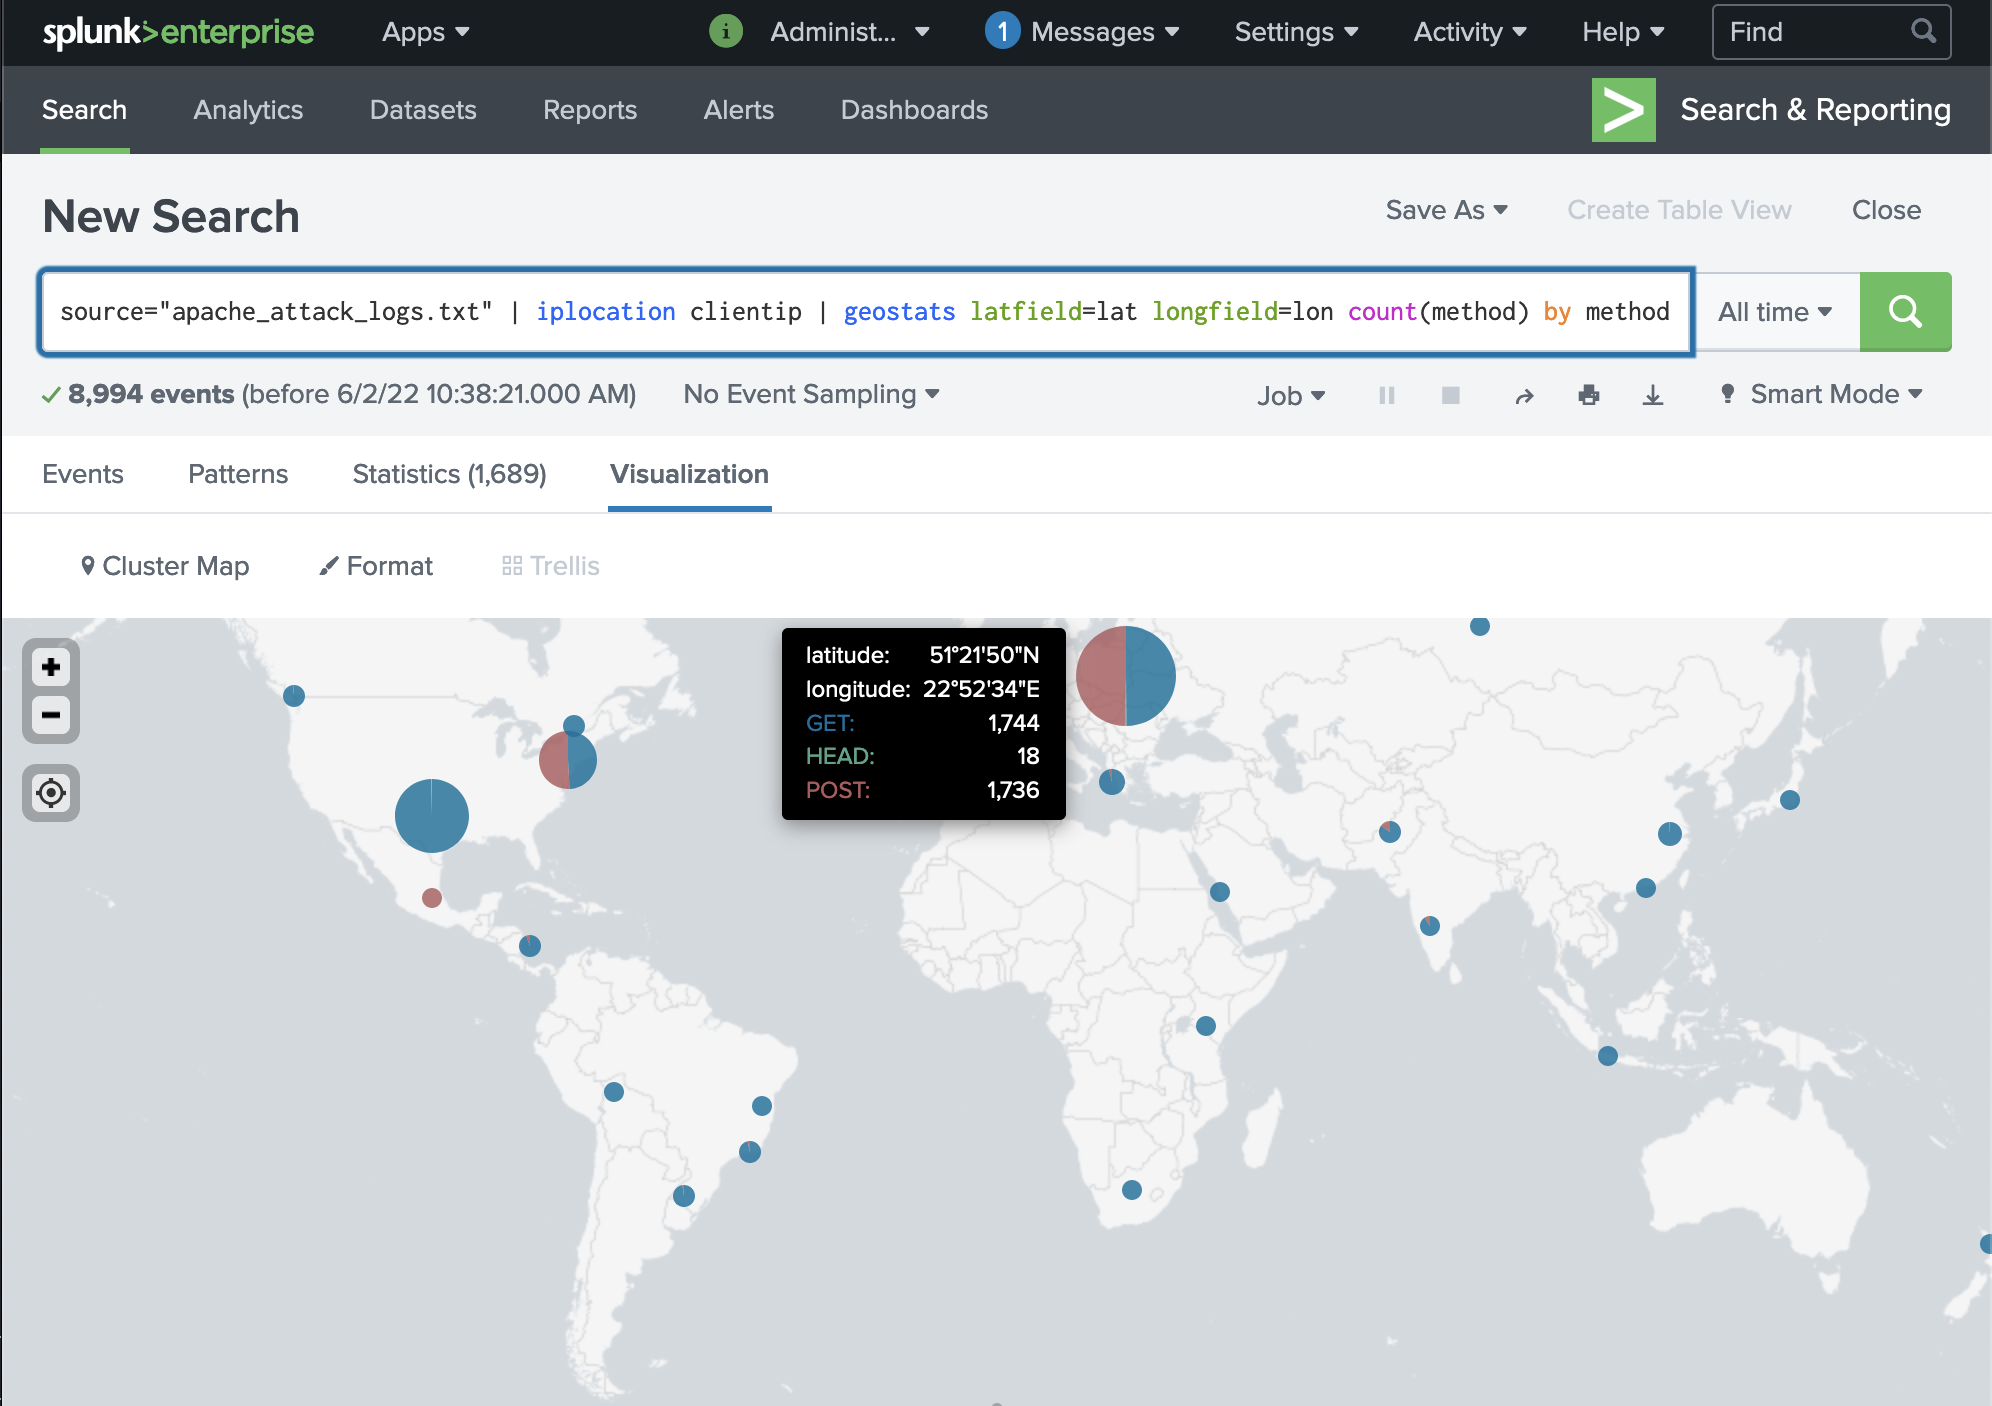 splunk>enterprise Apps i Administ... 1 Messages Settings Activity Help Find
Search Analytics Datasets Reports Alerts Dashboards > Search & Reporting
New Search Save As Create Table View Close
source="apache_attack_logs.txt" | iplocation clientip | geostats latfield=lat longfield=lon count(method) by method All time
8,994 events (before 6/2/22 10:38:21.000 AM) No Event Sampling Job Smart Mode
Events Patterns Statistics (1,689) Visualization
Cluster Map Format Trellis
+
-
latitude: 51°21'50"N
longitude: 22°52'34"E
GET: 1,744
HEAD: 18
POST: 1,736